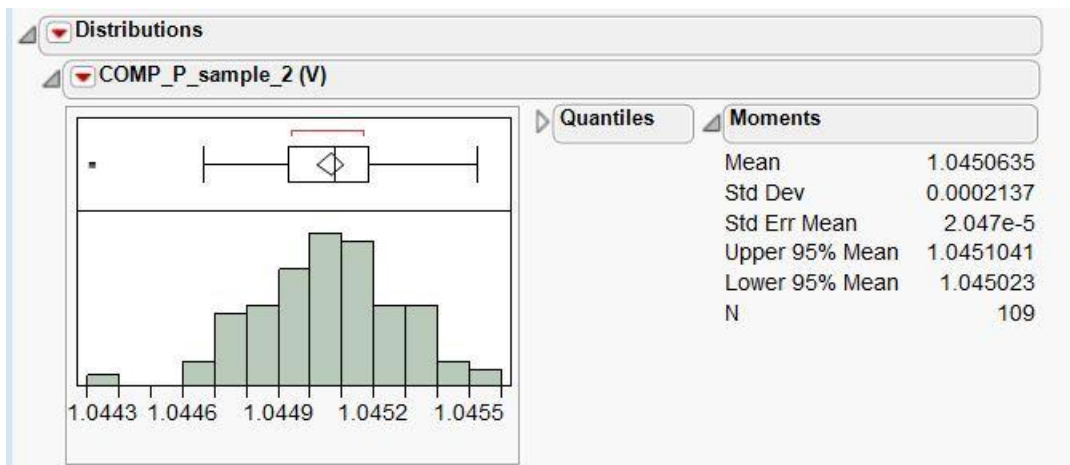 Distributions
COMP_P_sample_2 (V)
Quantiles
Moments
Mean 1.0450635
Std Dev 0.0002137
Std Err Mean 2.047e-5
Upper 95% Mean 1.0451041
Lower 95% Mean 1.045023
N 109
1.0443 1.0446 1.0449 1.0452 1.0455